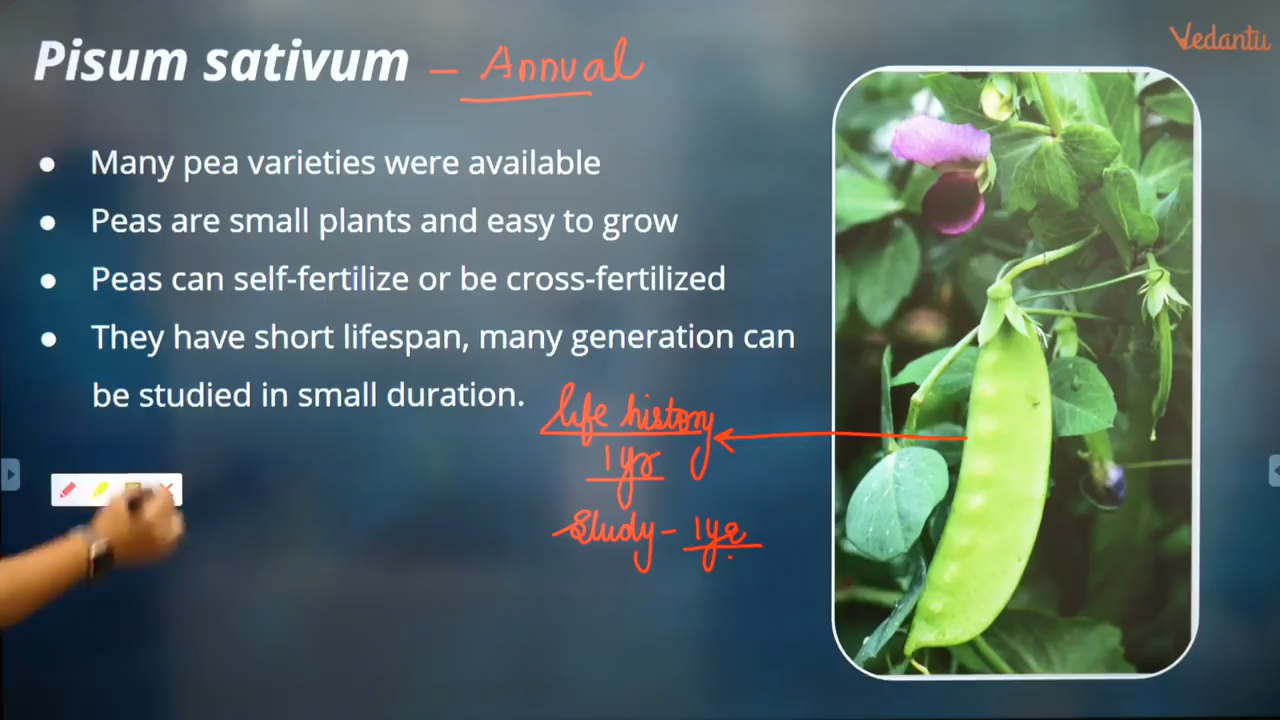 Vedantu
Pisum sativum - Annual
• Many pea varieties were available
• Peas are small plants and easy to grow
• Peas can self-fertilize or be cross-fertilized
• They have short lifespan, many generation can
be studied in small duration.
life history
1yr
Study - 1yr